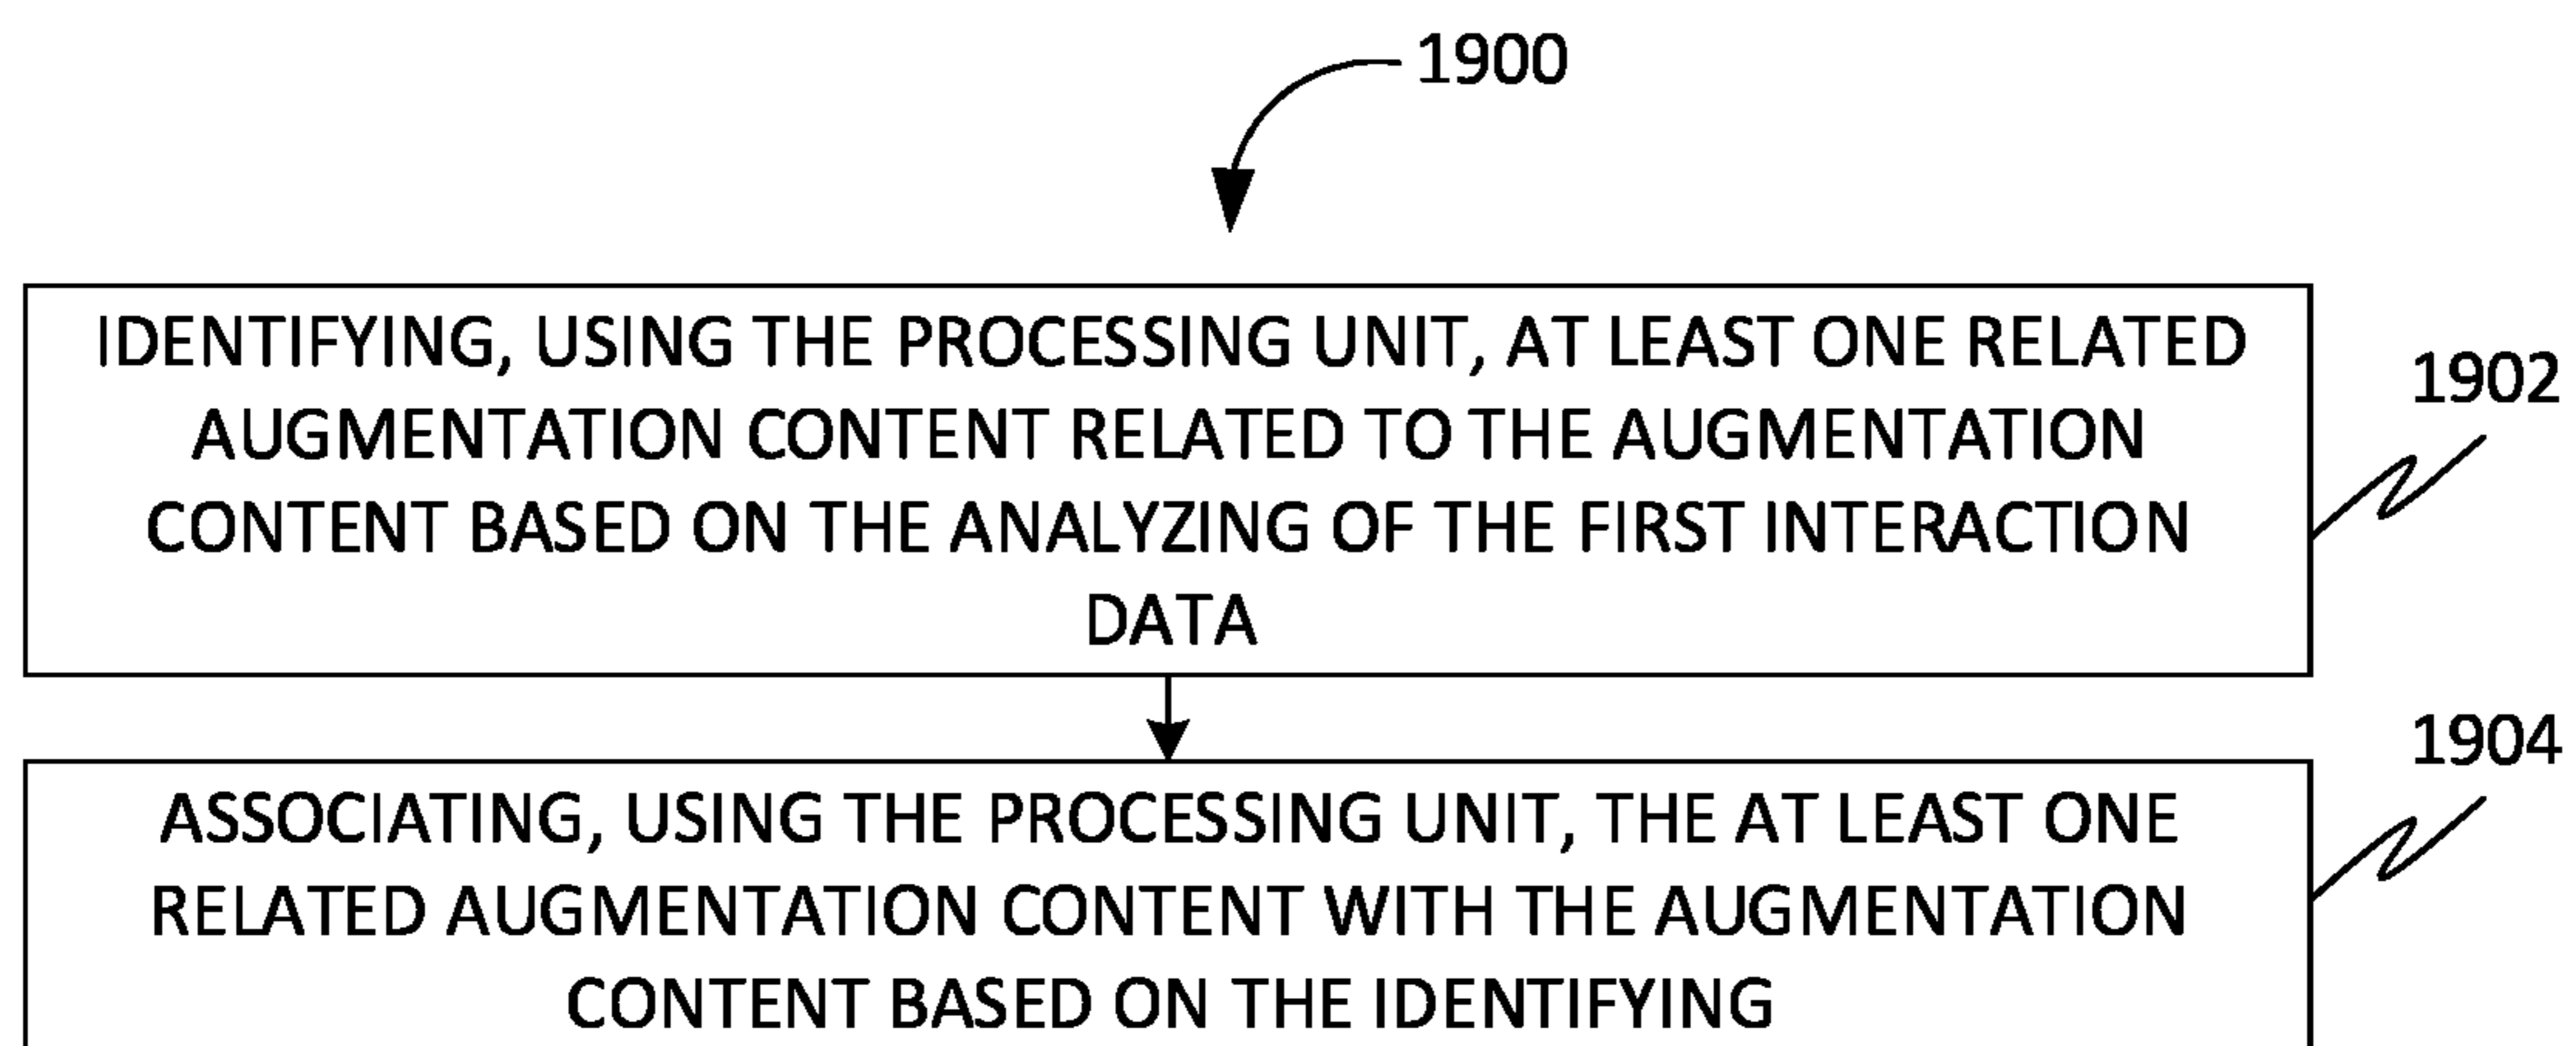 1900
IDENTIFYING, USING THE PROCESSING UNIT, AT LEAST ONE RELATED
AUGMENTATION CONTENT RELATED TO THE AUGMENTATION
CONTENT BASED ON THE ANALYZING OF THE FIRST INTERACTION
DATA
1902
ASSOCIATING, USING THE PROCESSING UNIT, THE AT LEAST ONE
RELATED AUGMENTATION CONTENT WITH THE AUGMENTATION
CONTENT BASED ON THE IDENTIFYING
1904